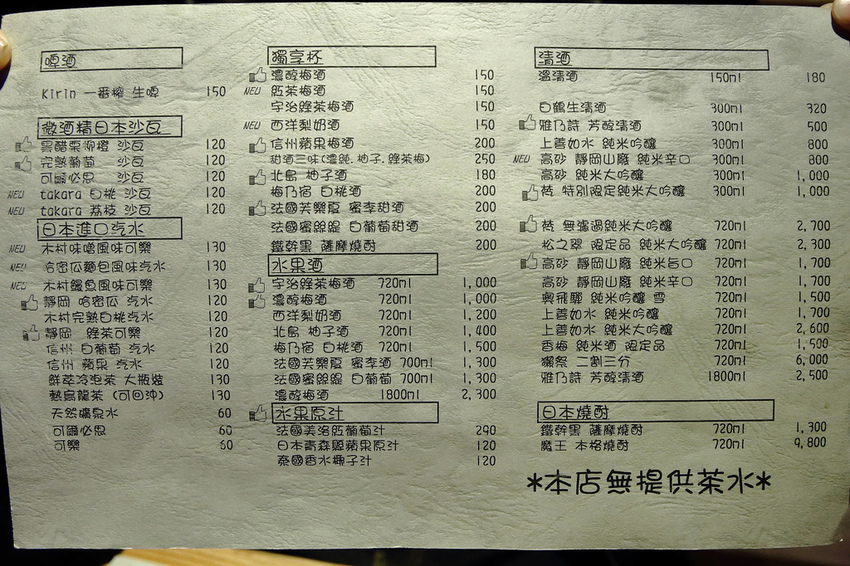 啤酒
Kirin 一番榨 生啤 150
微酒精日本沙瓦
黑醋栗柳橙 沙瓦 120
完熟葡萄 沙瓦 120
可爾必思 沙瓦 120
NEW takara 白桃 沙瓦 120
NEW takara 荔枝 沙瓦 120
日本進口汽水
NEW 木村味噌風味可樂 130
NEW 哈密瓜麵包風味汽水 130
NEW 木村鰻魚風味可樂 130
靜岡 哈密瓜 汽水 120
木村完熟白桃汽水 120
靜岡 綠茶可樂 120
信州 白葡萄 汽水 120
信州 蘋果 汽水 120
鮮萃冷泡茶 大瓶裝 130
熱烏龍茶 (可回沖) 130
天然礦泉水 60
可爾必思 60
可樂 60
獨享杯
濃醇梅酒 150
NEW 紅茶梅酒 150
宇治綠茶梅酒 150
NEW 西洋梨奶酒 150
信州蘋果梅酒 200
甜酒三味(濃純.柚子.綠茶梅) 250
北島 柚子酒 180
梅乃宿 白桃酒 200
法國芙樂夏 蜜李甜酒 200
法國蜜鍶鍶 白葡萄甜酒 200
鐵幹黑 薩摩燒酎 200
水果酒
宇治綠茶梅酒 720ml 1,000
濃醇梅酒 720ml 1,000
西洋梨奶酒 720ml 1,200
北島 柚子酒 720ml 1,400
梅乃宿 白桃酒 720ml 1,500
法國芙樂夏 蜜李酒 700ml 1,300
法國蜜鍶鍶 白葡萄 700ml 1,300
濃醇梅酒 1800ml 2,300
水果原汁
法國美洛紅葡萄汁 290
日本青森縣蘋果原汁 120
泰國香水椰子汁 120
清酒
溫清酒 150ml 180
白鶴生清酒 300ml 320
雅乃詩 芳醇清酒 300ml 500
上善如水 純米吟釀 300ml 800
NEW 高砂 靜岡山廢 純米辛口 300ml 800
高砂 純米大吟釀 300ml 1,000
梵 特別限定純米大吟釀 300ml 1,000
梵 無濾過純米大吟釀 720ml 2,700
松之翠 限定品 純米大吟釀 720ml 2,300
高砂 靜岡山廢 純米旨口 720ml 1,700
高砂 靜岡山廢 純米辛口 720ml 1,700
奧飛驒 純米吟釀 雪 720ml 1,500
上善如水 純米吟釀 720ml 1,700
上善如水 純米大吟釀 720ml 2,600
香梅 純米酒 限定品 720ml 1,500
獺祭 二割三分 720ml 6,000
雅乃詩 芳醇清酒 1800ml 2,500
日本燒酎
鐵幹黑 薩摩燒酎 720ml 1,300
魔王 本格燒酎 720ml 9,800
*本店無提供茶水*